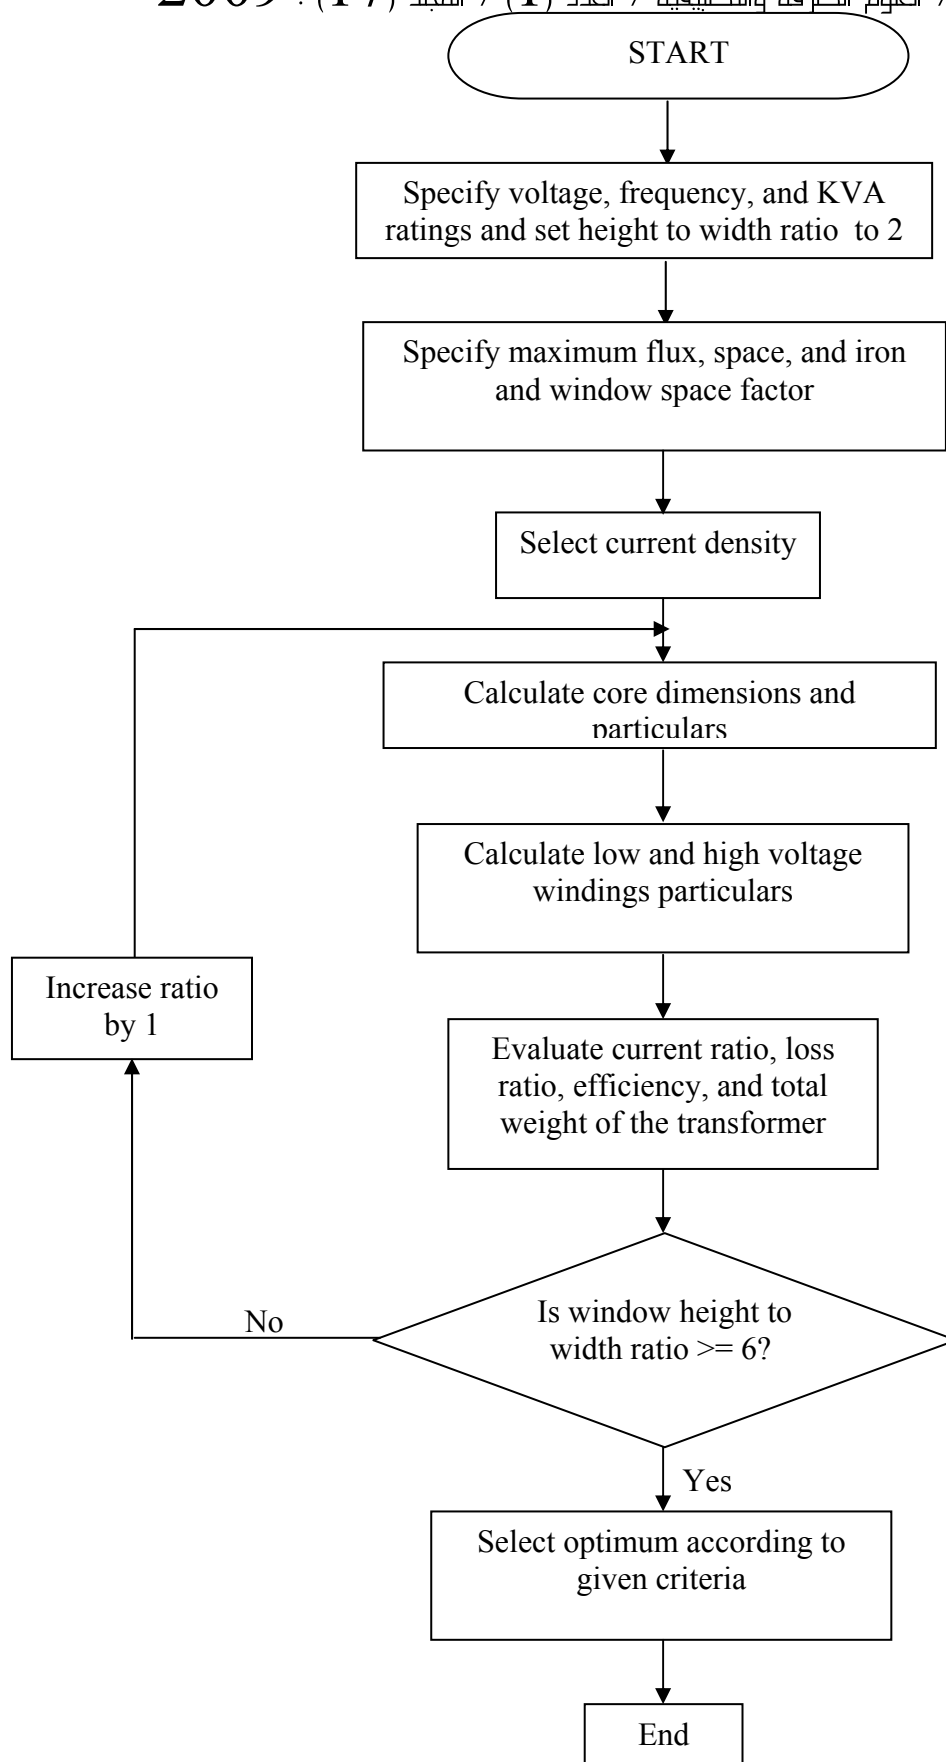 2009 : (17) / (1)
START
Specify voltage, frequency, and KVA
ratings and set height to width ratio to 2
Specify maximum flux, space, and iron
and window space factor
Select current density
Calculate core dimensions and
particulars
Calculate low and high voltage
windings particulars
Increase ratio
by 1
Evaluate current ratio, loss
ratio, efficiency, and total
weight of the transformer
Is window height to
width ratio >= 6?
No
Yes
Select optimum according to
given criteria
End